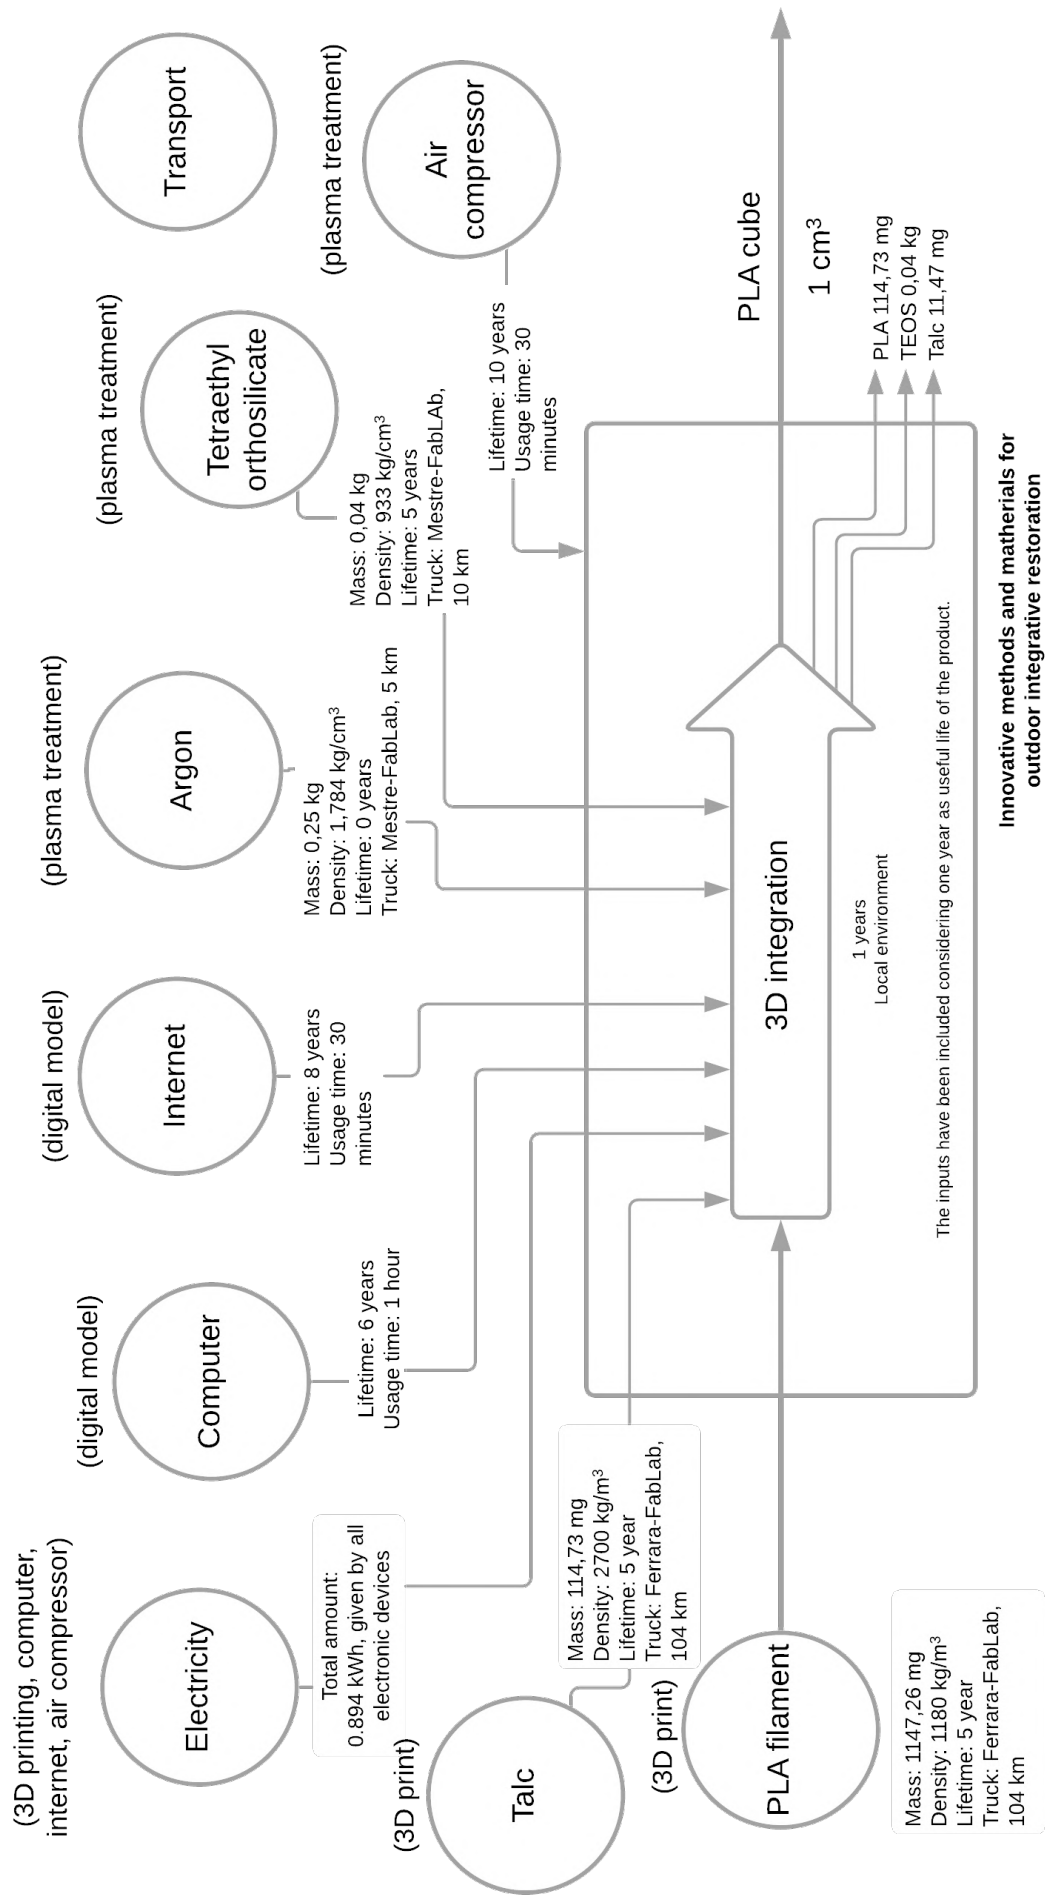 (3D printing, computer,
internet, air compressor)
Electricity
Total amount:
0.894 kWh, given by all
electronic devices
(digital model)
Computer
Lifetime: 6 years
Usage time: 1 hour
(digital model)
Internet
Lifetime: 8 years
Usage time: 30
minutes
(plasma treatment)
Argon
Mass: 0,25 kg
Density: 1,784 kg/cm³
Lifetime: 0 years
Truck: Mestre-FabLab, 5 km
(plasma treatment)
Tetraethyl
orthosilicate
Mass: 0,04 kg
Density: 933 kg/cm³
Lifetime: 5 years
Truck: Mestre-FabLAb,
10 km
Transport
(plasma treatment)
Air
compressor
Lifetime: 10 years
Usage time: 30
minutes
(3D print)
Talc
Mass: 114,73 mg
Density: 2700 kg/m³
Lifetime: 5 year
Truck: Ferrara-FabLab,
104 km
(3D print)
PLA filament
Mass: 1147,26 mg
Density: 1180 kg/m³
Lifetime: 5 year
Truck: Ferrara-FabLab,
104 km
3D integration
1 years
Local environment
The inputs have been included considering one year as useful life of the product.
PLA cube
1 cm³
PLA 114,73 mg
TEOS 0,04 kg
Talc 11,47 mg
Innovative methods and matherials for
outdoor integrative restoration